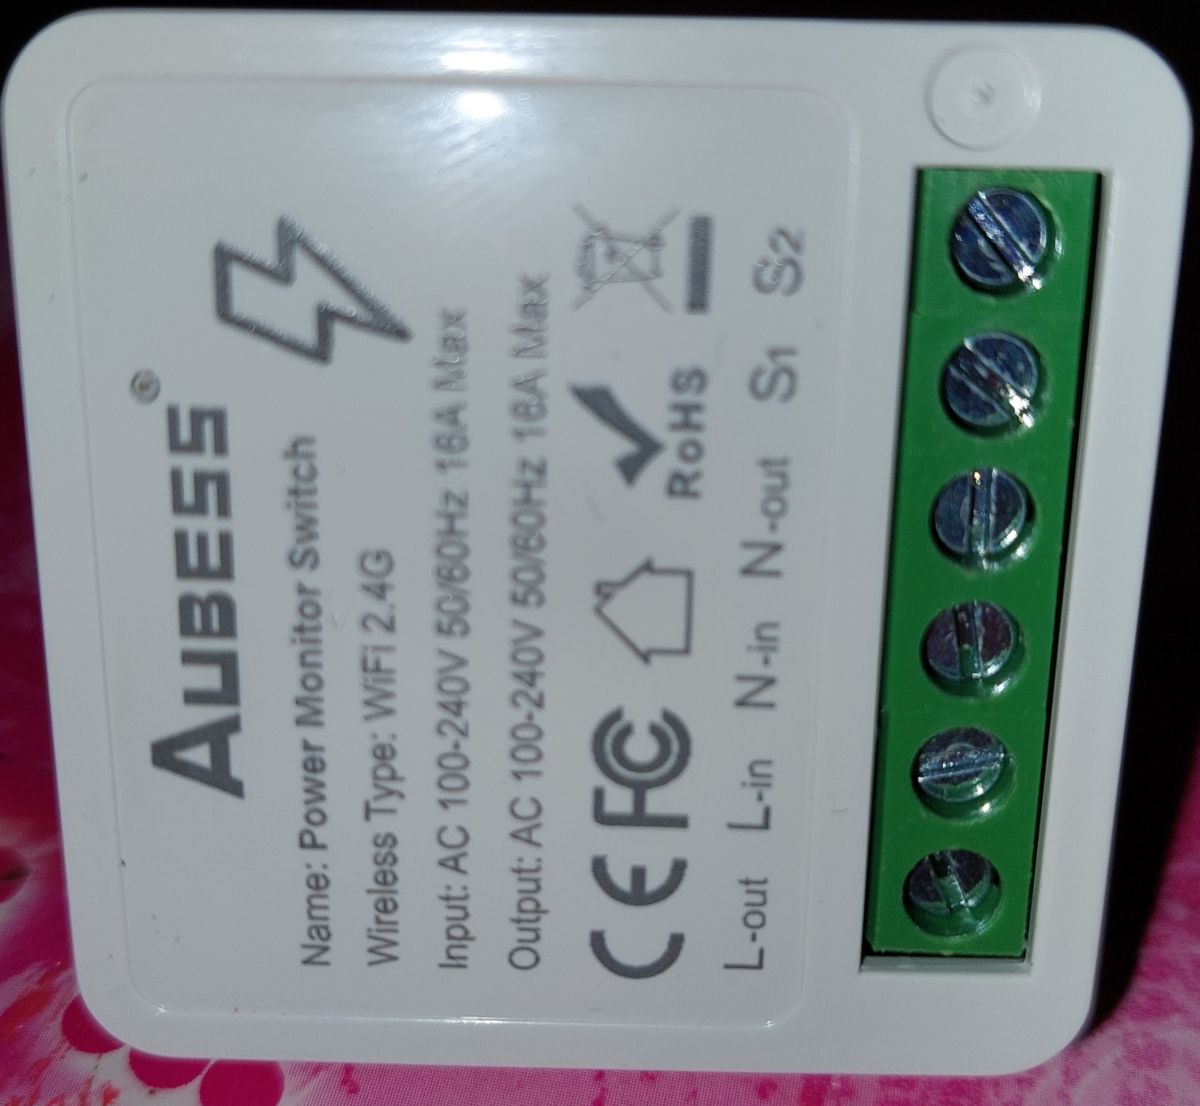 AUBESS®
Name: Power Monitor Switch
Wireless Type: WiFi 2.4G
Input: AC 100-240V 50/60Hz 16A Max
Output: AC 100-240V 50/60Hz 16A Max
CE FC RoHS
L-out L-in N-in N-out S1 S2